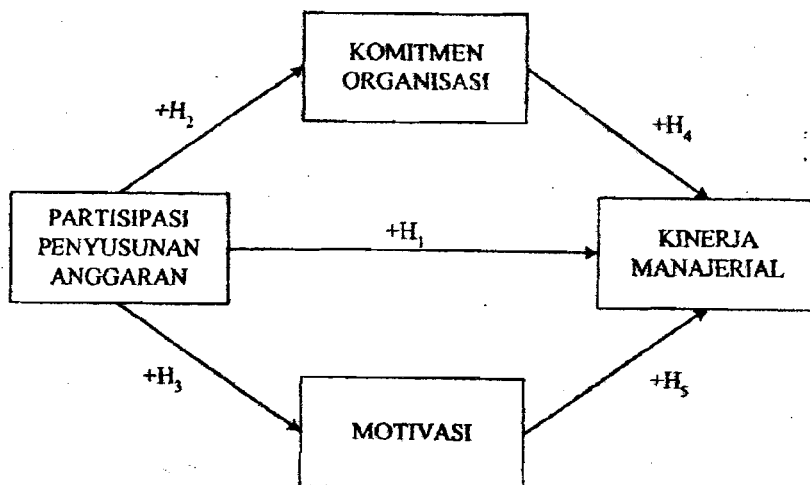 KOMITMEN
ORGANISASI
+H₂
+H₄
PARTISIPASI
PENYUSUNAN
ANGGARAN
+H₁
KINERJA
MANAJERIAL
+H₃
+H₅
MOTIVASI